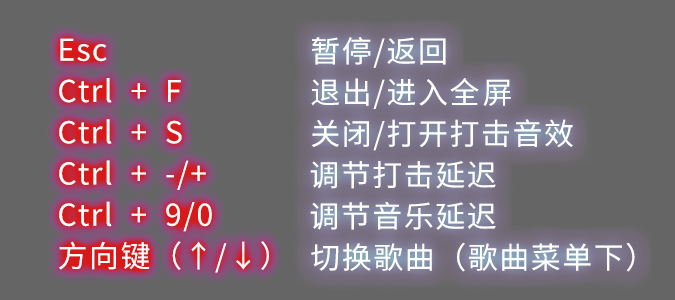 Esc 暂停/返回
Ctrl + F 退出/进入全屏
Ctrl + S 关闭/打开打击音效
Ctrl + -/+ 调节打击延迟
Ctrl + 9/0 调节音乐延迟
方向键（↑/↓） 切换歌曲（歌曲菜单下）